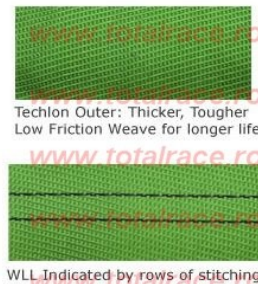 www.totalrace.ro
Techlon Outer: Thicker, Tougher
Low Friction Weave for longer life
www.totalrace.ro
WLL Indicated by rows of stitching